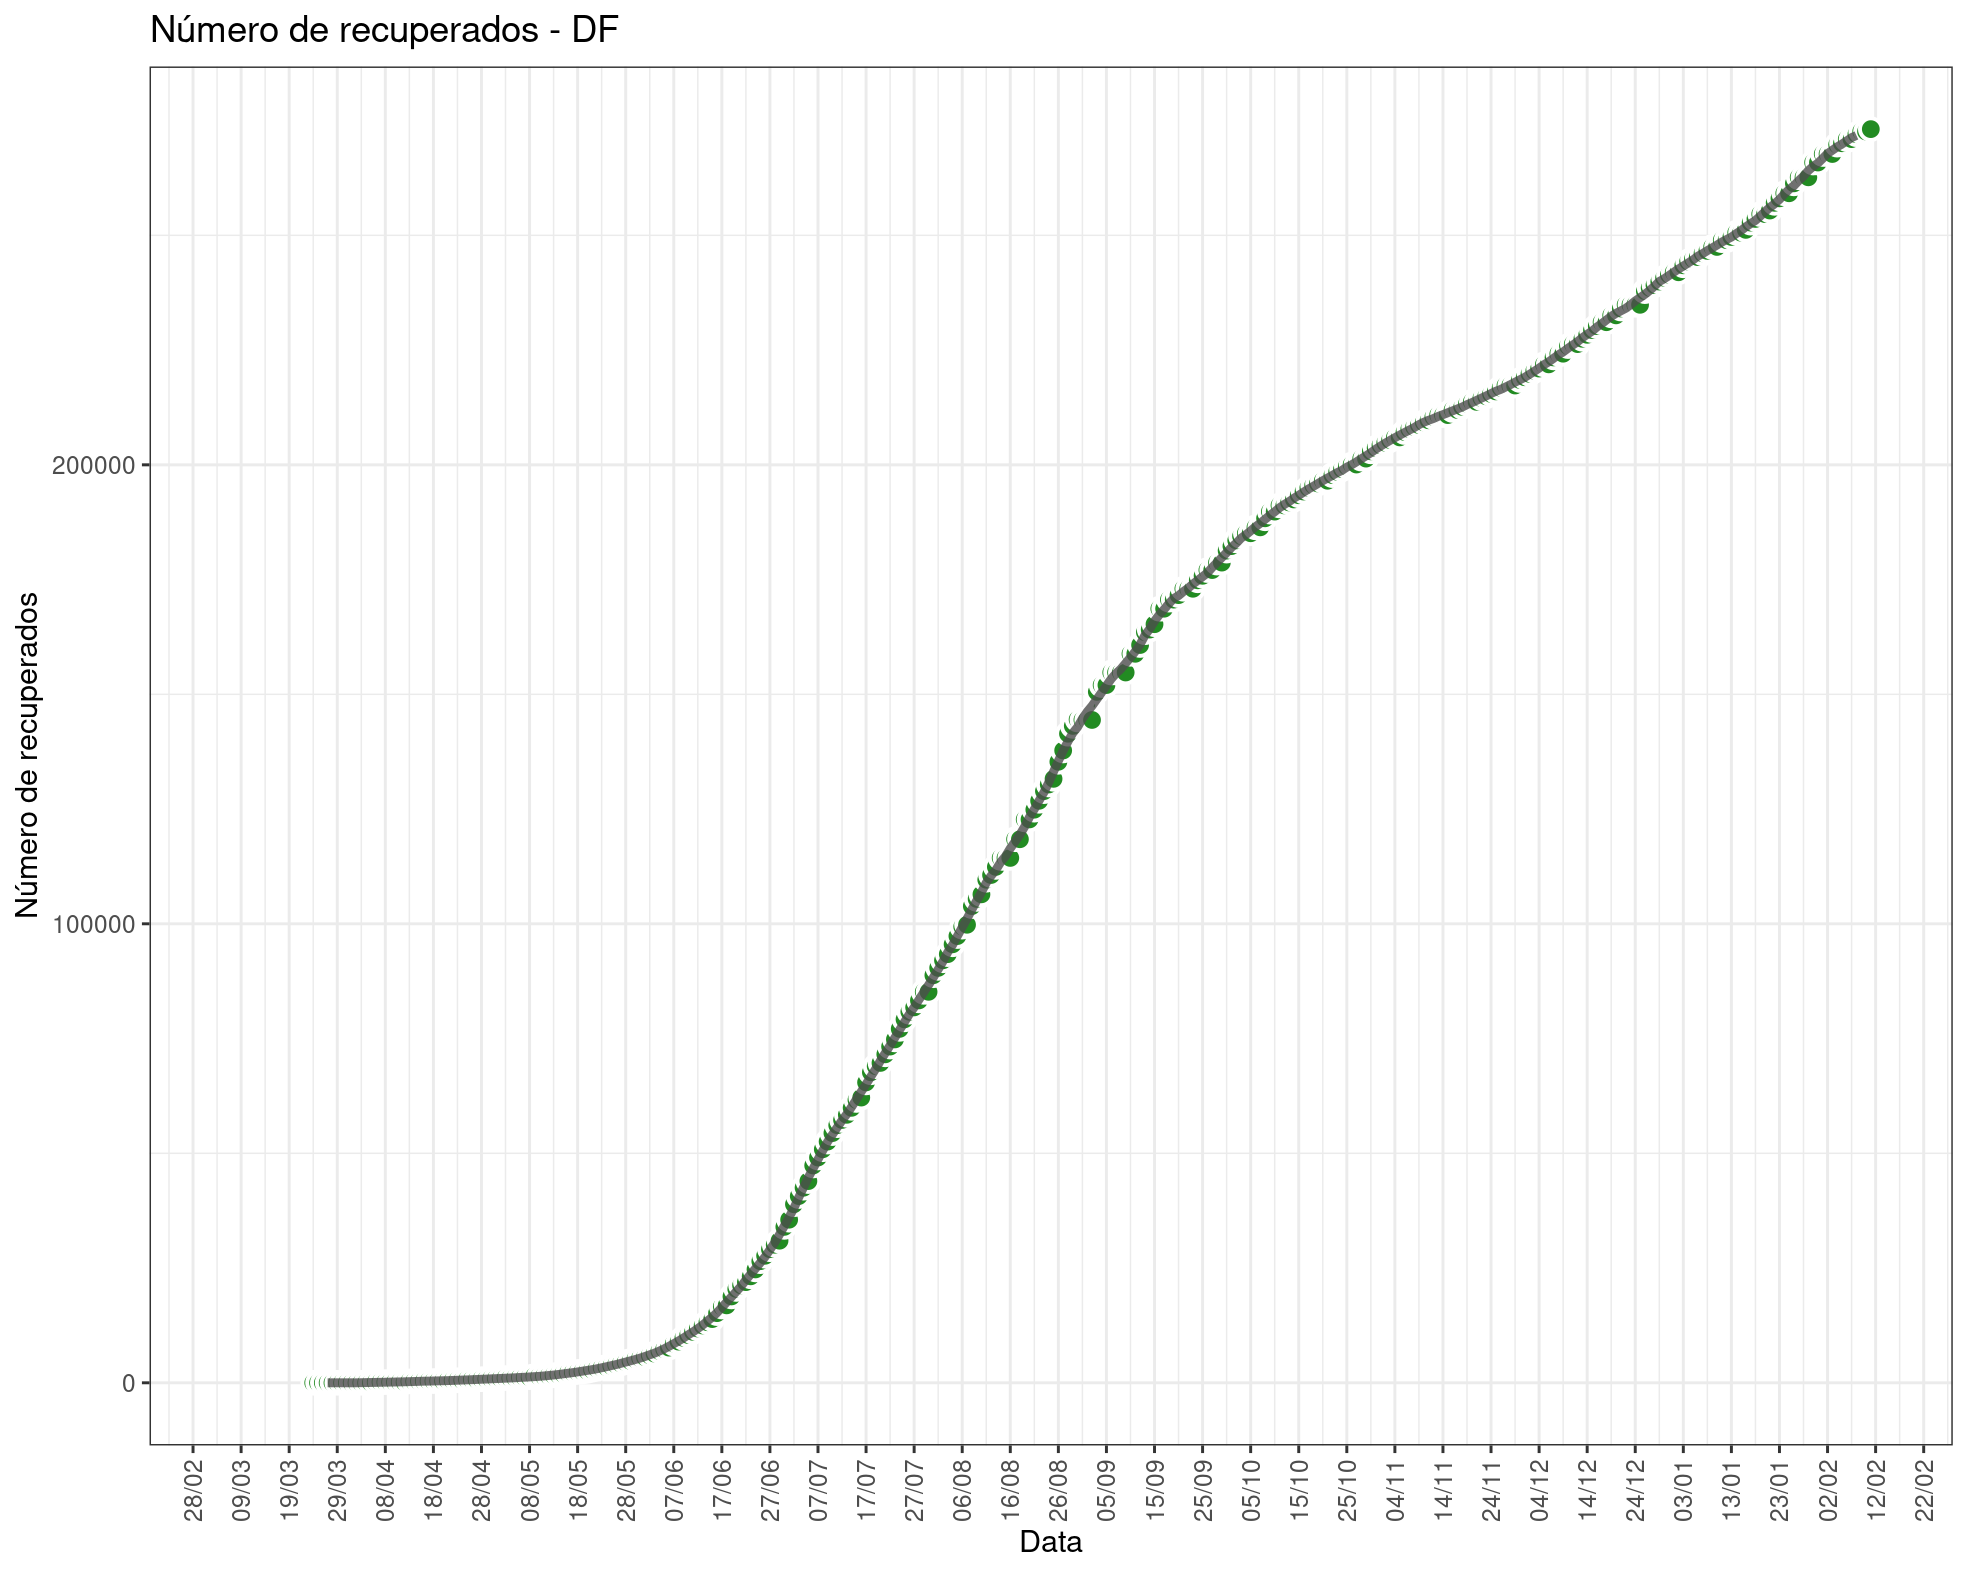 Número de recuperados - DF
Número de recuperados
200000
100000
0
28/02 09/03 19/03 29/03 08/04 18/04 28/04 08/05 18/05 28/05 07/06 17/06 27/06 07/07 17/07 27/07 06/08 16/08 26/08 05/09 15/09 25/09 05/10 15/10 25/10 04/11 14/11 24/11 04/12 14/12 24/12 03/01 13/01 23/01 02/02 12/02 22/02
Data